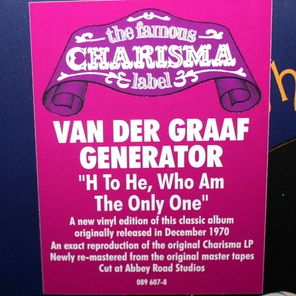 the famous
CHARISMA
label
VAN DER GRAAF
GENERATOR
"H To He, Who Am
The Only One"
A new vinyl edition of this classic album
originally released in December 1970
An exact reproduction of the original Charisma LP
Newly re-mastered from the original master tapes
Cut at Abbey Road Studios
089 607-8